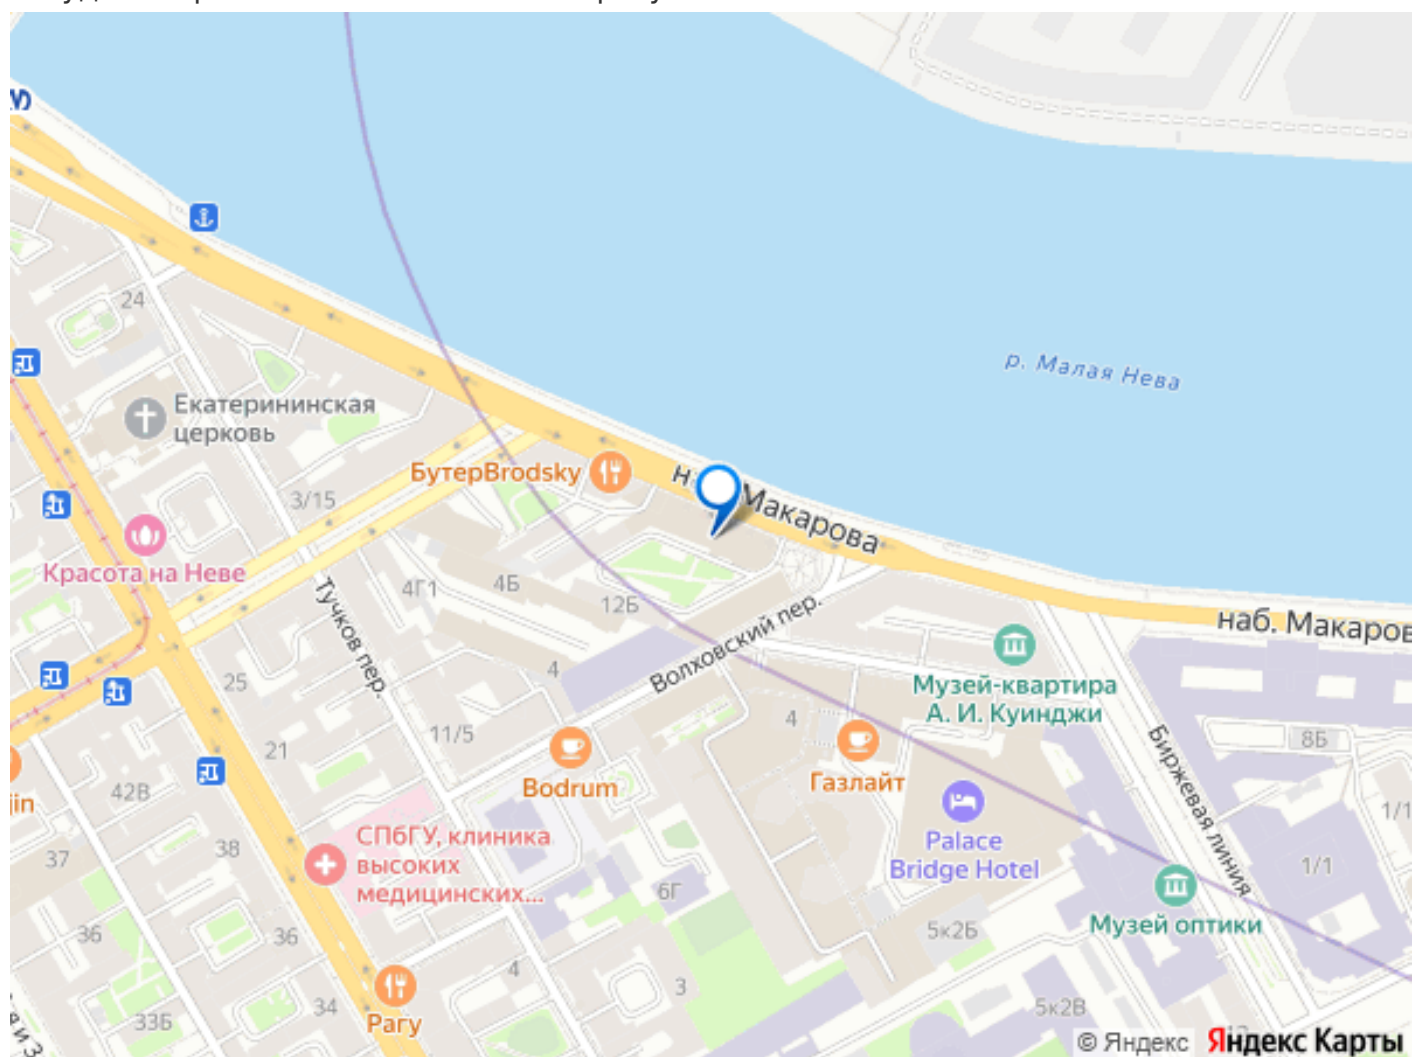 р. Малая Нева
24
Екатерининская
церковь
БутерBrodsky
наб. Макарова
3/15
Красота на Неве
4Г1
4Б
12Б
Тучков пер.
Волховский пер.
наб. Макаров
Музей-квартира
А. И. Куинджи
25
4
4
11/5
21
Газлайт
Биржевая линия
8Б
Bodrum
jin
42В
1/1
СПбГУ, клиника
высоких
медицинских...
38
37
Palace
Bridge Hotel
1/1
6Г
Музей оптики
36
36
5к2Б
4
3
34
33Б
Рагу
5к2В
© Яндекс Яндекс Карты